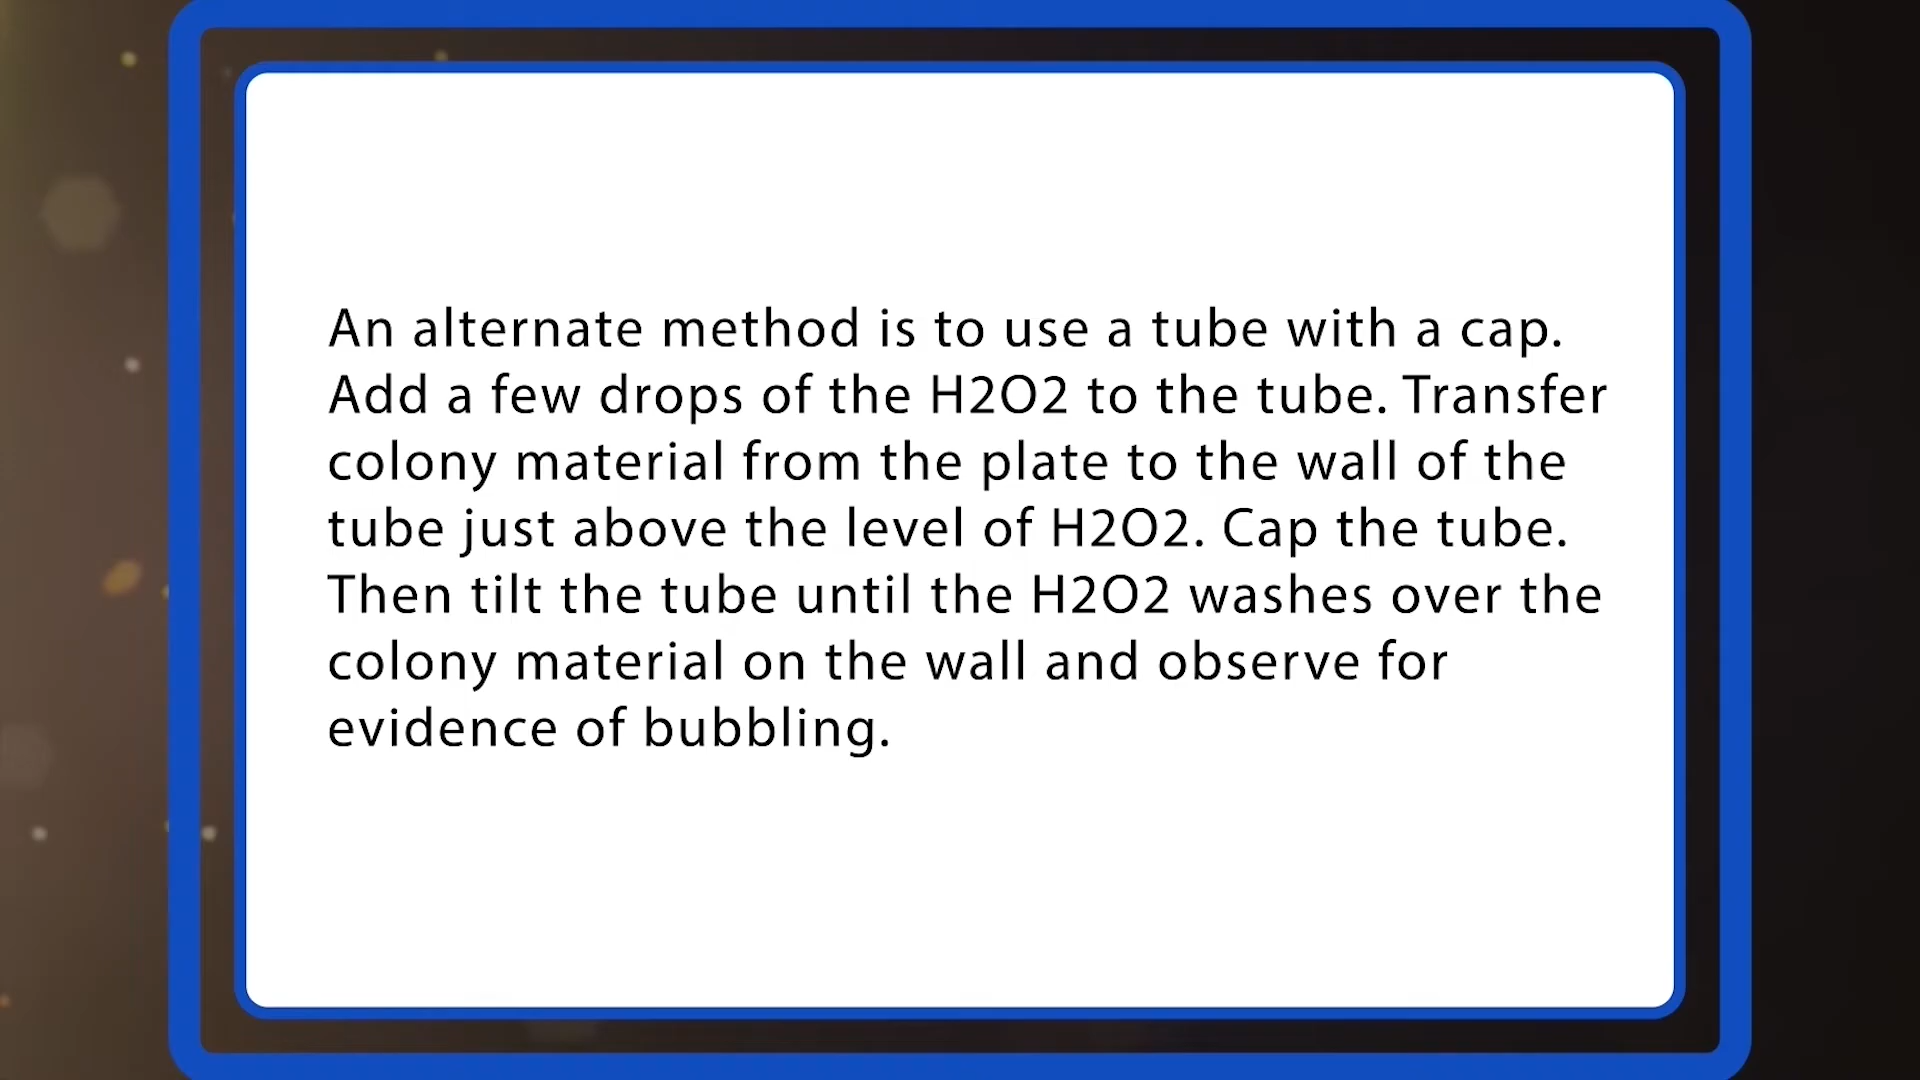 An alternate method is to use a tube with a cap.
Add a few drops of the H2O2 to the tube. Transfer
colony material from the plate to the wall of the
tube just above the level of H2O2. Cap the tube.
Then tilt the tube until the H2O2 washes over the
colony material on the wall and observe for
evidence of bubbling.